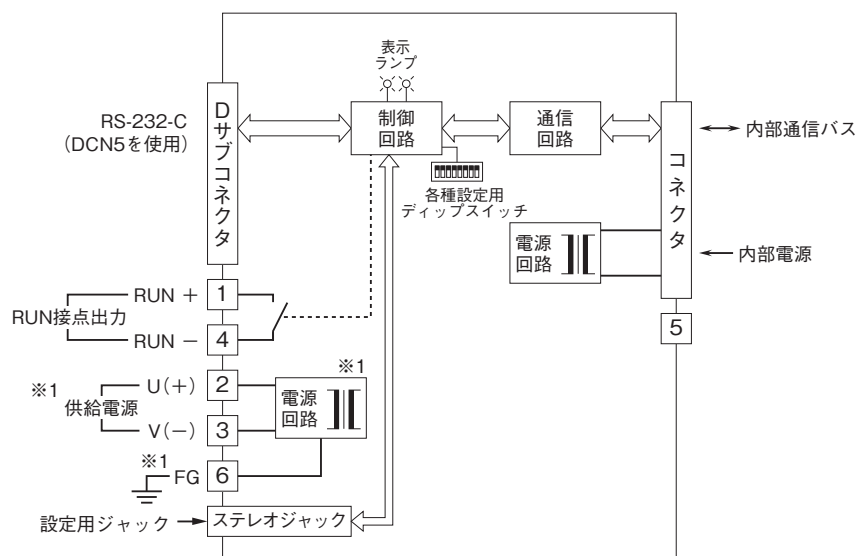 表示
ランプ
RS-232-C
(DCN5を使用)
Dサブコネクタ
制御
回路
通信
回路
コネクタ
内部通信バス
各種設定用
ディップスイッチ
電源
回路
内部電源
RUN +
1
RUN接点出力
RUN −
4
5
※1
※1
供給電源
U(+)
2
V(−)
3
電源
回路
※1
FG
6
設定用ジャック
ステレオジャック